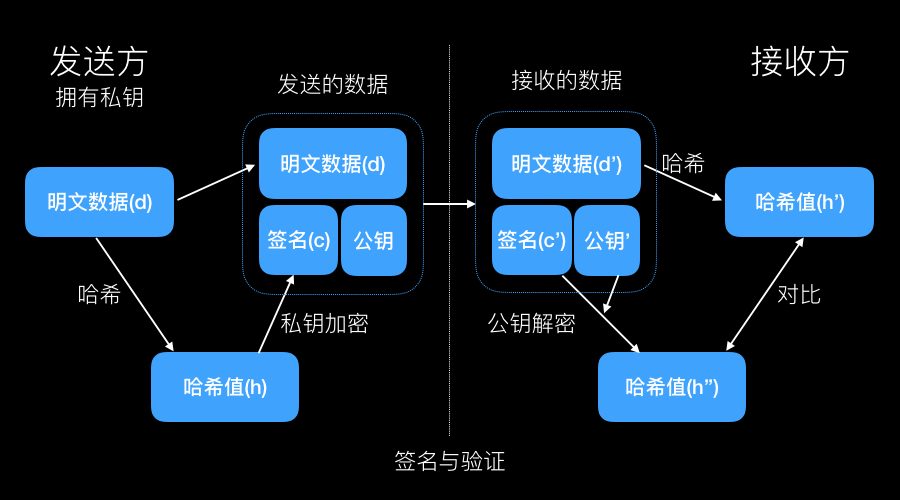 发送方
拥有私钥
明文数据(d)
哈希
哈希值(h)
私钥加密
发送的数据
明文数据(d)
签名(c)
公钥
接收的数据
明文数据(d’)
签名(c’)
公钥’
公钥解密
哈希值(h”)
接收方
哈希
哈希值(h’)
对比
签名与验证